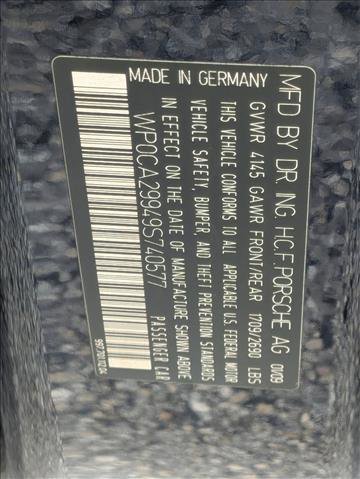 MFD BY DR. ING. H.C.F. PORSCHE AG 01/09
GVWR 4145 GAWR FRONT/REAR 1709/2690 LBS
THIS VEHICLE CONFORMS TO ALL APPLICABLE U.S. FEDERAL MOTOR
VEHICLE SAFETY, BUMPER, AND THEFT PREVENTION STANDARDS
IN EFFECT ON THE DATE OF MANUFACTURE SHOWN ABOVE
WP0CA29949S740577 PASSENGER CAR
MADE IN GERMANY